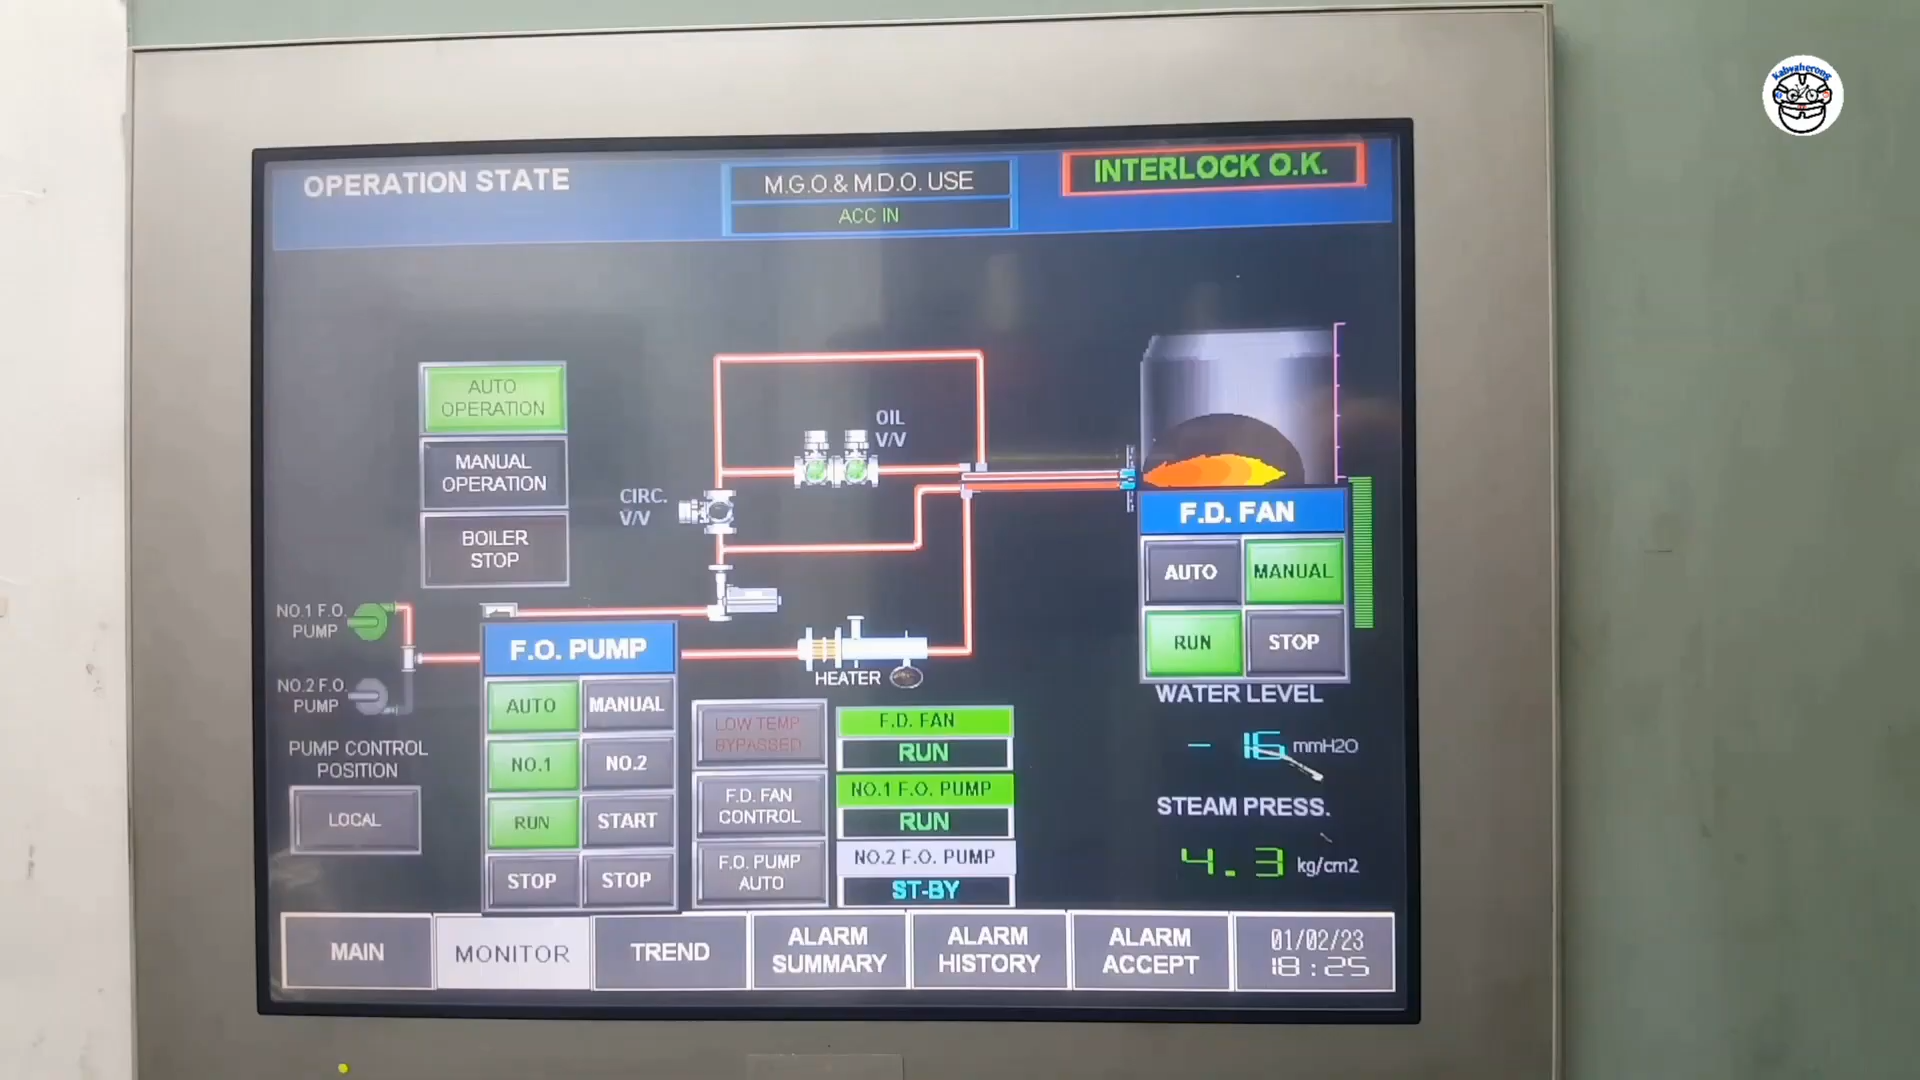 kabyaherong
OPERATION STATE
M.G.O.& M.D.O. USE
ACC IN
INTERLOCK O.K.
AUTO
OPERATION
MANUAL
OPERATION
BOILER
STOP
OIL
V/V
CIRC.
V/V
F.D. FAN
AUTO
MANUAL
RUN
STOP
NO.1 F.O.
PUMP
NO.2 F.O.
PUMP
PUMP CONTROL
POSITION
LOCAL
F.O. PUMP
AUTO
MANUAL
NO.1
NO.2
RUN
START
STOP
STOP
HEATER
LOW TEMP
BYPASSED
F.D. FAN
CONTROL
F.O. PUMP
AUTO
F.D. FAN
RUN
NO.1 F.O. PUMP
RUN
NO.2 F.O. PUMP
ST-BY
WATER LEVEL
- 16 mmH2O
STEAM PRESS.
4.3 kg/cm2
MAIN
MONITOR
TREND
ALARM
SUMMARY
ALARM
HISTORY
ALARM
ACCEPT
01/02/23
18:25